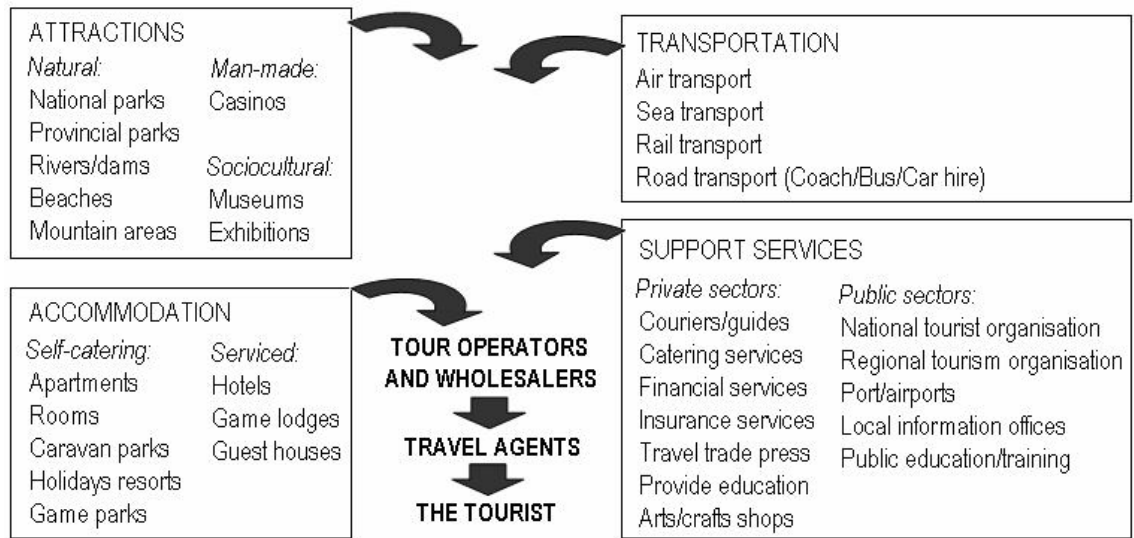 ATTRACTIONS
Natural: Man-made:
National parks Casinos
Provincial parks
Rivers/dams Sociocultural:
Beaches Museums
Mountain areas Exhibitions
TRANSPORTATION
Air transport
Sea transport
Rail transport
Road transport (Coach/Bus/Car hire)
ACCOMMODATION
Self-catering: Serviced:
Apartments Hotels
Rooms Game lodges
Caravan parks Guest houses
Holidays resorts
Game parks
SUPPORT SERVICES
Private sectors: Public sectors:
Couriers/guides National tourist organisation
Catering services Regional tourism organisation
Financial services Port/airports
Insurance services Local information offices
Travel trade press Public education/training
Provide education
Arts/crafts shops
TOUR OPERATORS
AND WHOLESALERS
TRAVEL AGENTS
THE TOURIST